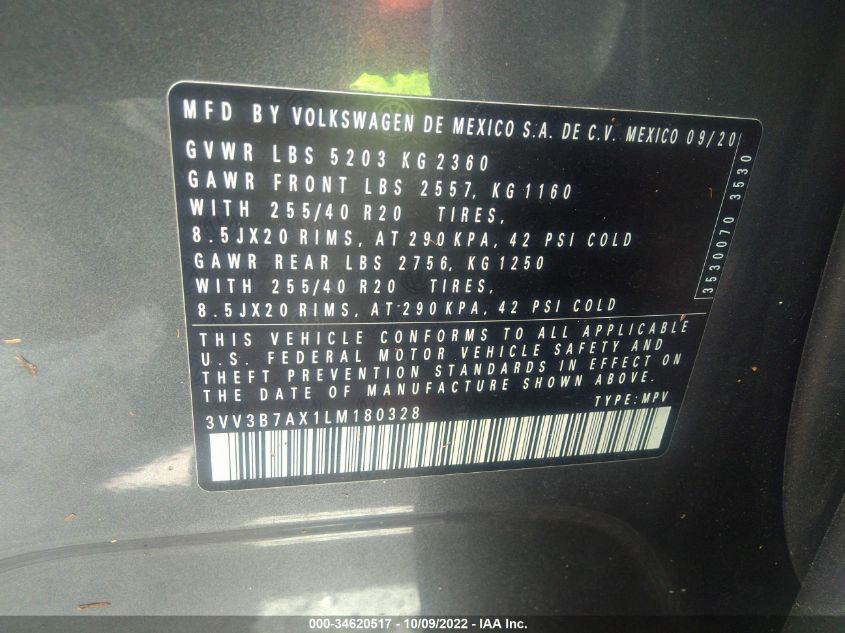 MFD BY VOLKSWAGEN DE MEXICO S.A. DE C.V. MEXICO 09/20
GVWR LBS 5203 KG 2360
GAWR FRONT LBS 2557, KG 1160
WITH 255/40 R20 TIRES,
8.5JX20 RIMS, AT 290 KPA, 42 PSI COLD
GAWR REAR LBS 2756, KG 1250
WITH 255/40 R20 TIRES,
8.5JX20 RIMS, AT 290 KPA, 42 PSI COLD
3530070 3530
THIS VEHICLE CONFORMS TO ALL APPLICABLE
U.S. FEDERAL MOTOR VEHICLE SAFETY AND
THEFT PREVENTION STANDARDS IN EFFECT ON
THE DATE OF MANUFACTURE SHOWN ABOVE.
TYPE: MPV
3VV3B7AX1LM180328
000-34620517 - 10/09/2022 - IAA Inc.